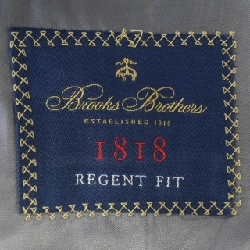 Brooks Brothers
ESTABLISHED 1818
1818
REGENT FIT